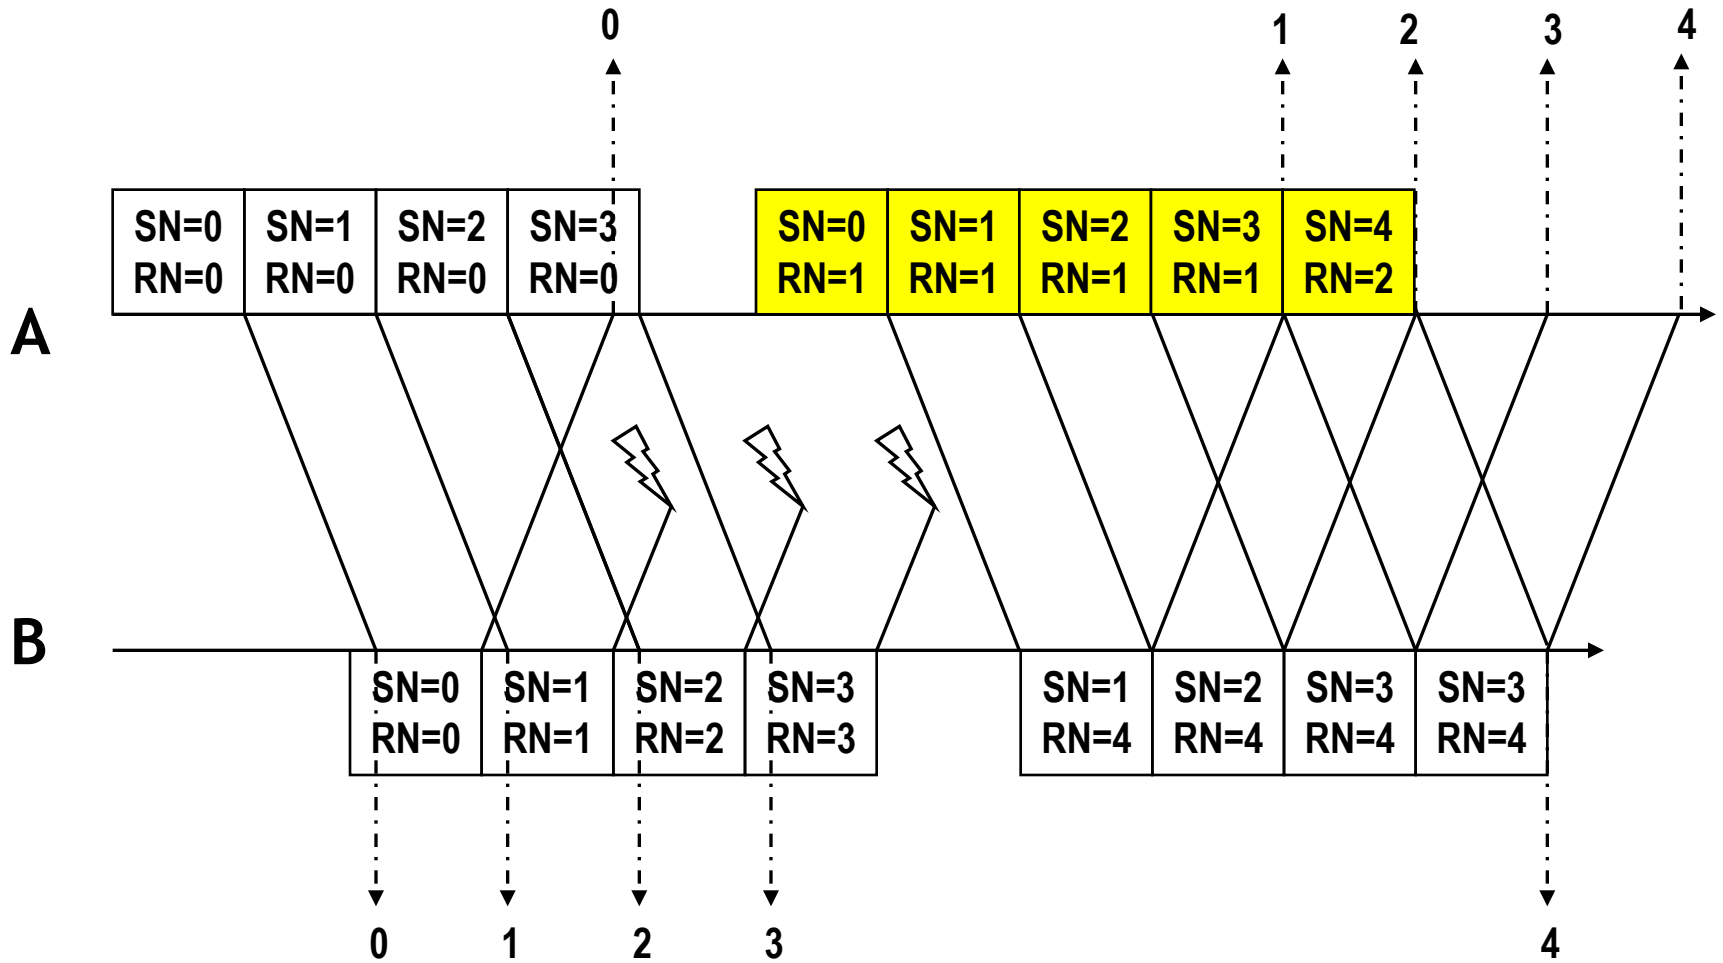 0 1 2 3 4
SN=0 SN=1 SN=2 SN=3 SN=0 SN=1 SN=2 SN=3 SN=4
RN=0 RN=0 RN=0 RN=0 RN=1 RN=1 RN=1 RN=1 RN=2
A
B
SN=0 SN=1 SN=2 SN=3 SN=1 SN=2 SN=3 SN=3
RN=0 RN=1 RN=2 RN=3 RN=4 RN=4 RN=4 RN=4
0 1 2 3 4